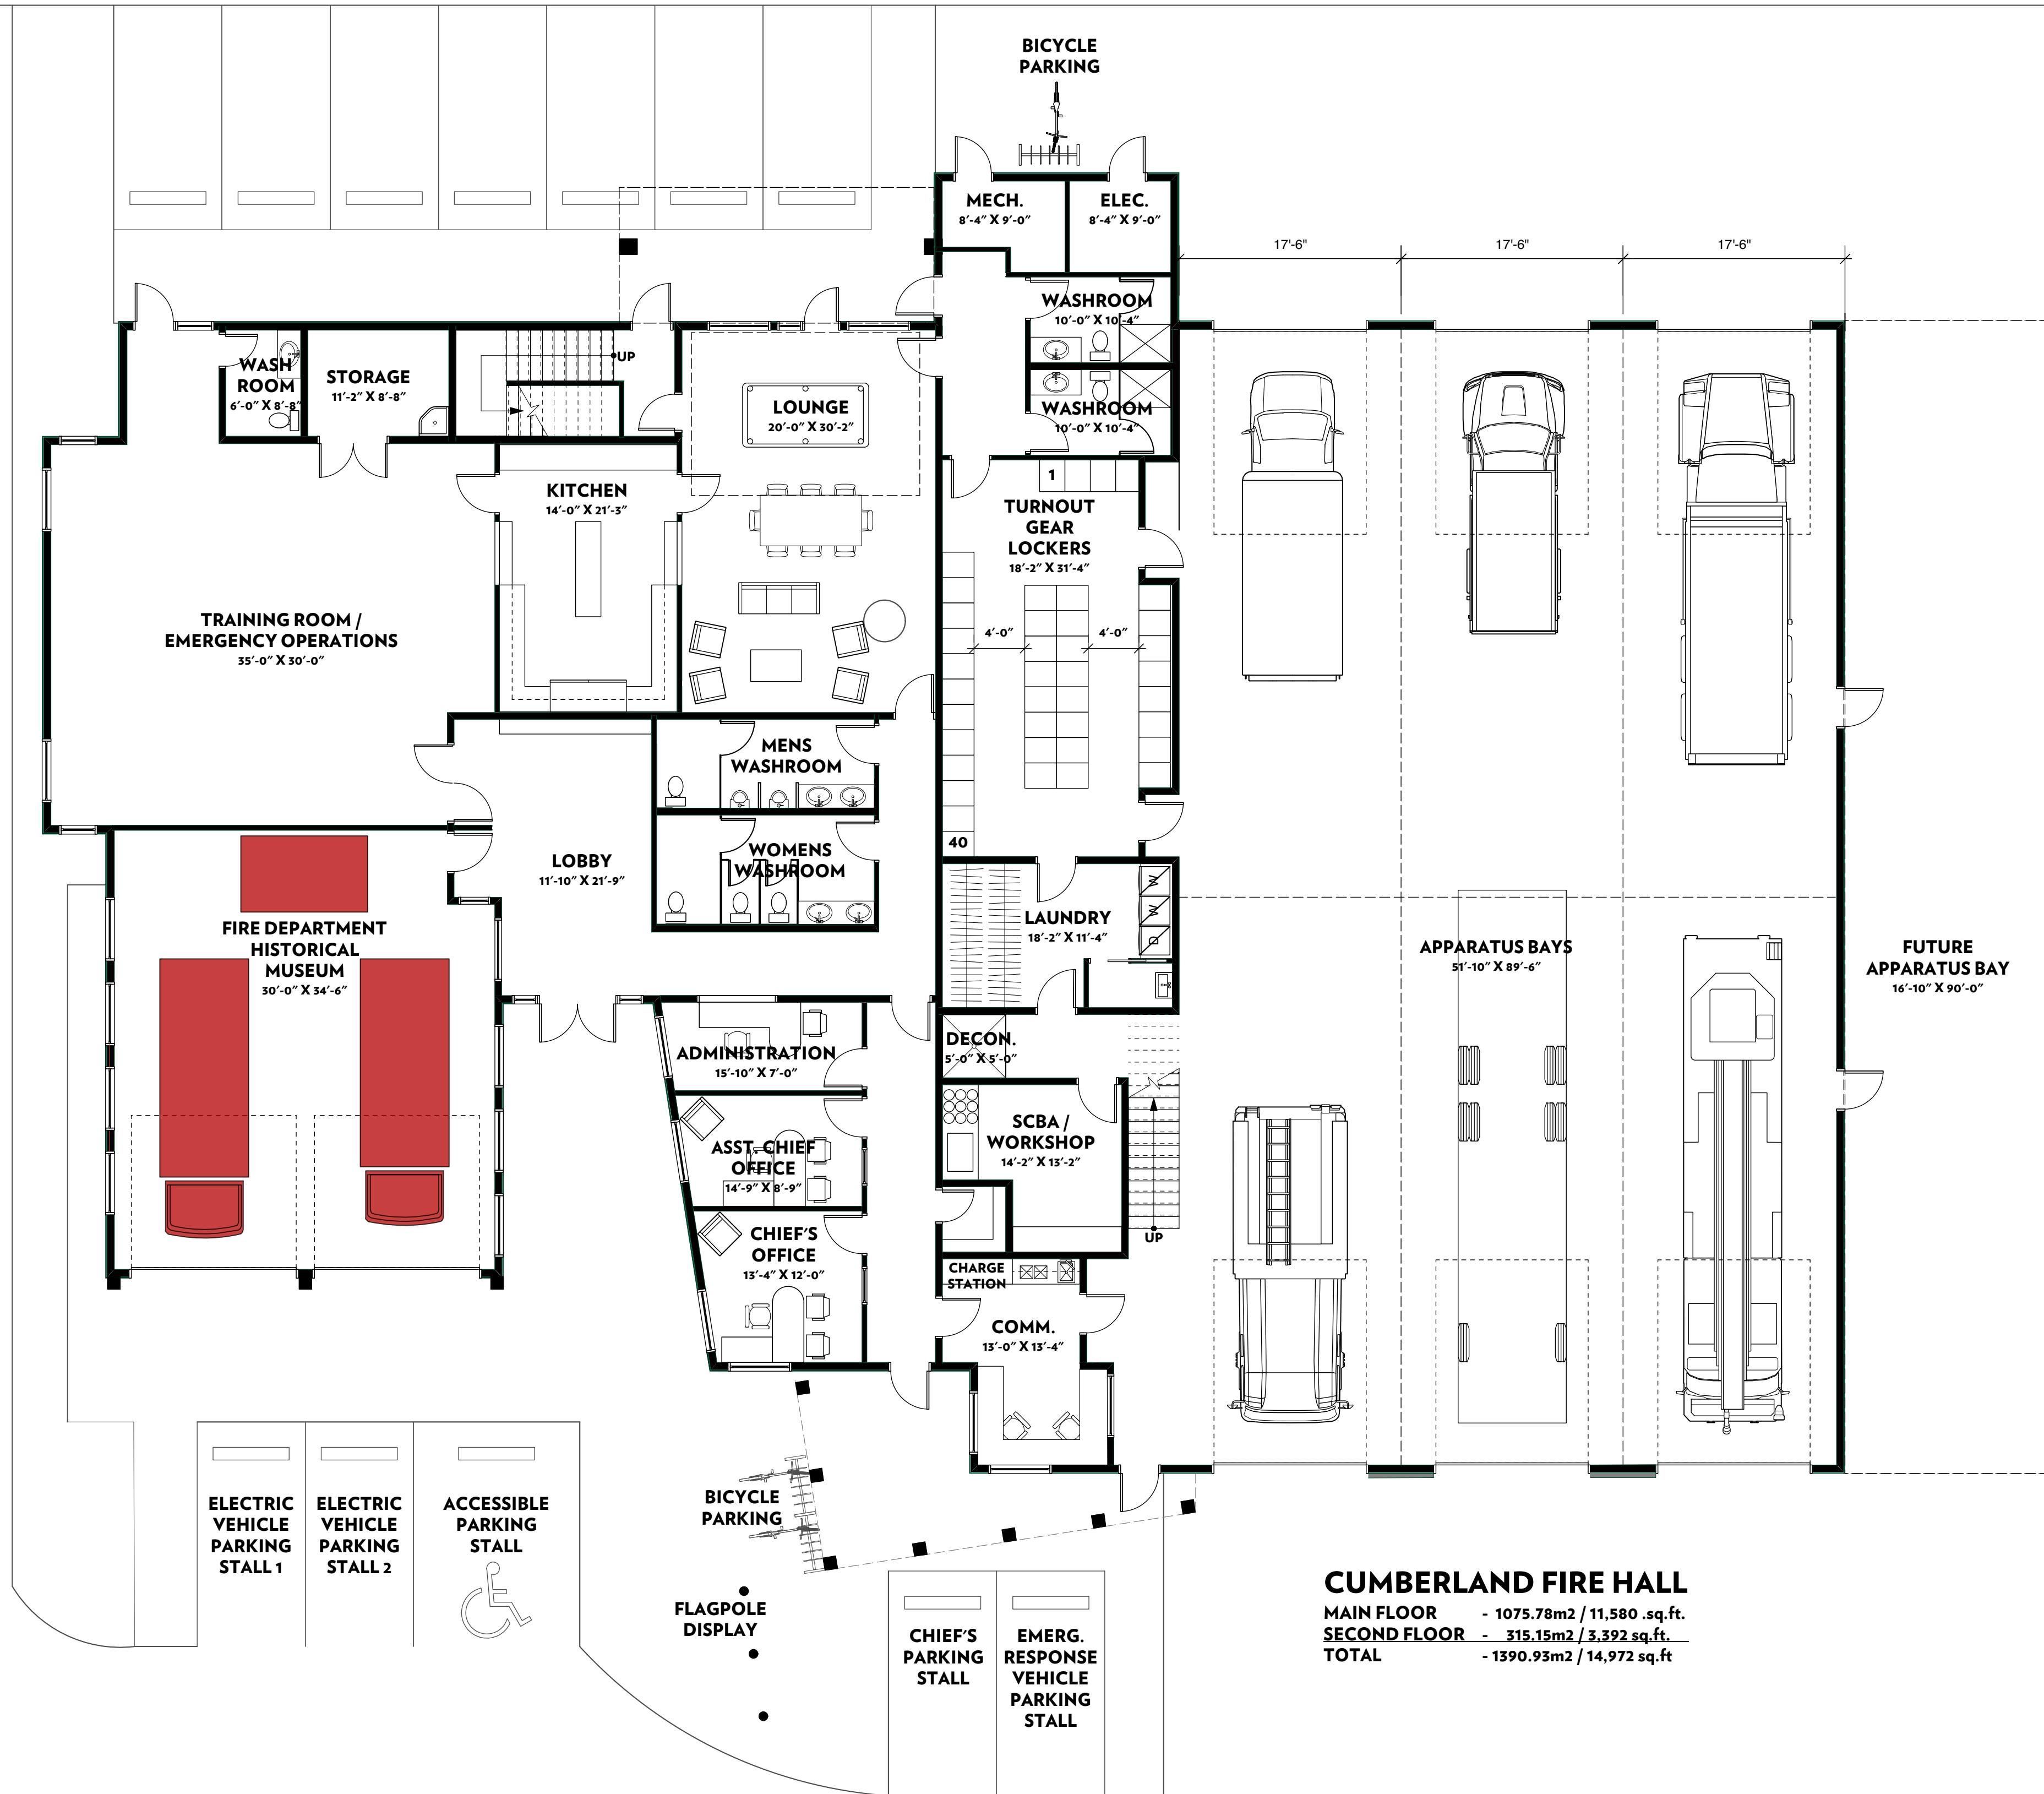 BICYCLE
PARKING
MECH.
8'-4" X 9'-0"
ELEC.
8'-4" X 9'-0"
17'-6"
17'-6"
17'-6"
WASHROOM
10'-0" X 10'-4"
WASH
ROOM
6'-0" X 8'-8"
STORAGE
11'-2" X 8'-8"
UP
LOUNGE
20'-0" X 30'-2"
WASHROOM
10'-0" X 10'-4"
KITCHEN
14'-0" X 21'-3"
1
TURNOUT
GEAR
LOCKERS
18'-2" X 31'-4"
4'-0"
4'-0"
40
TRAINING ROOM /
EMERGENCY OPERATIONS
35'-0" X 30'-0"
MENS
WASHROOM
WOMENS
WASHROOM
LOBBY
11'-10" X 21'-9"
W
W
D
LAUNDRY
18'-2" X 11'-4"
FIRE DEPARTMENT
HISTORICAL
MUSEUM
30'-0" X 34'-6"
APPARATUS BAYS
51'-10" X 89'-6"
FUTURE
APPARATUS BAY
16'-10" X 90'-0"
ADMINISTRATION
15'-10" X 7'-0"
DECON.
5'-0" X 5'-0"
SCBA /
WORKSHOP
14'-2" X 13'-2"
ASST. CHIEF
OFFICE
14'-9" X 8'-9"
UP
CHIEF'S
OFFICE
13'-4" X 12'-0"
CHARGE
STATION
COMM.
13'-0" X 13'-4"
ELECTRIC
VEHICLE
PARKING
STALL 1
ELECTRIC
VEHICLE
PARKING
STALL 2
ACCESSIBLE
PARKING
STALL
BICYCLE
PARKING
FLAGPOLE
DISPLAY
CHIEF'S
PARKING
STALL
EMERG.
RESPONSE
VEHICLE
PARKING
STALL
CUMBERLAND FIRE HALL
MAIN FLOOR - 1075.78m2 / 11,580 .sq.ft.
SECOND FLOOR - 315.15m2 / 3,392 sq.ft.
TOTAL - 1390.93m2 / 14,972 sq.ft